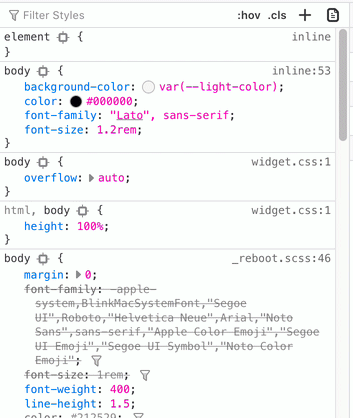 Filter Styles :hov .cls +
element { inline
}
body { inline:53
background-color: var(--light-color);
color: #000000;
font-family: "Lato", sans-serif;
font-size: 1.2rem;
}
body { widget.css:1
overflow: auto;
}
html, body { widget.css:1
height: 100%;
}
body { _reboot.scss:46
margin: 0;
font-family: -apple-
system,BlinkMacSystemFont,"Segoe
UI",Roboto,"Helvetica Neue",Arial,"Noto
Sans",sans-serif,"Apple Color Emoji","Segoe
UI Emoji","Segoe UI Symbol","Noto Color
Emoji";
font-size: 1rem;
font-weight: 400;
line-height: 1.5;
color: #212529;